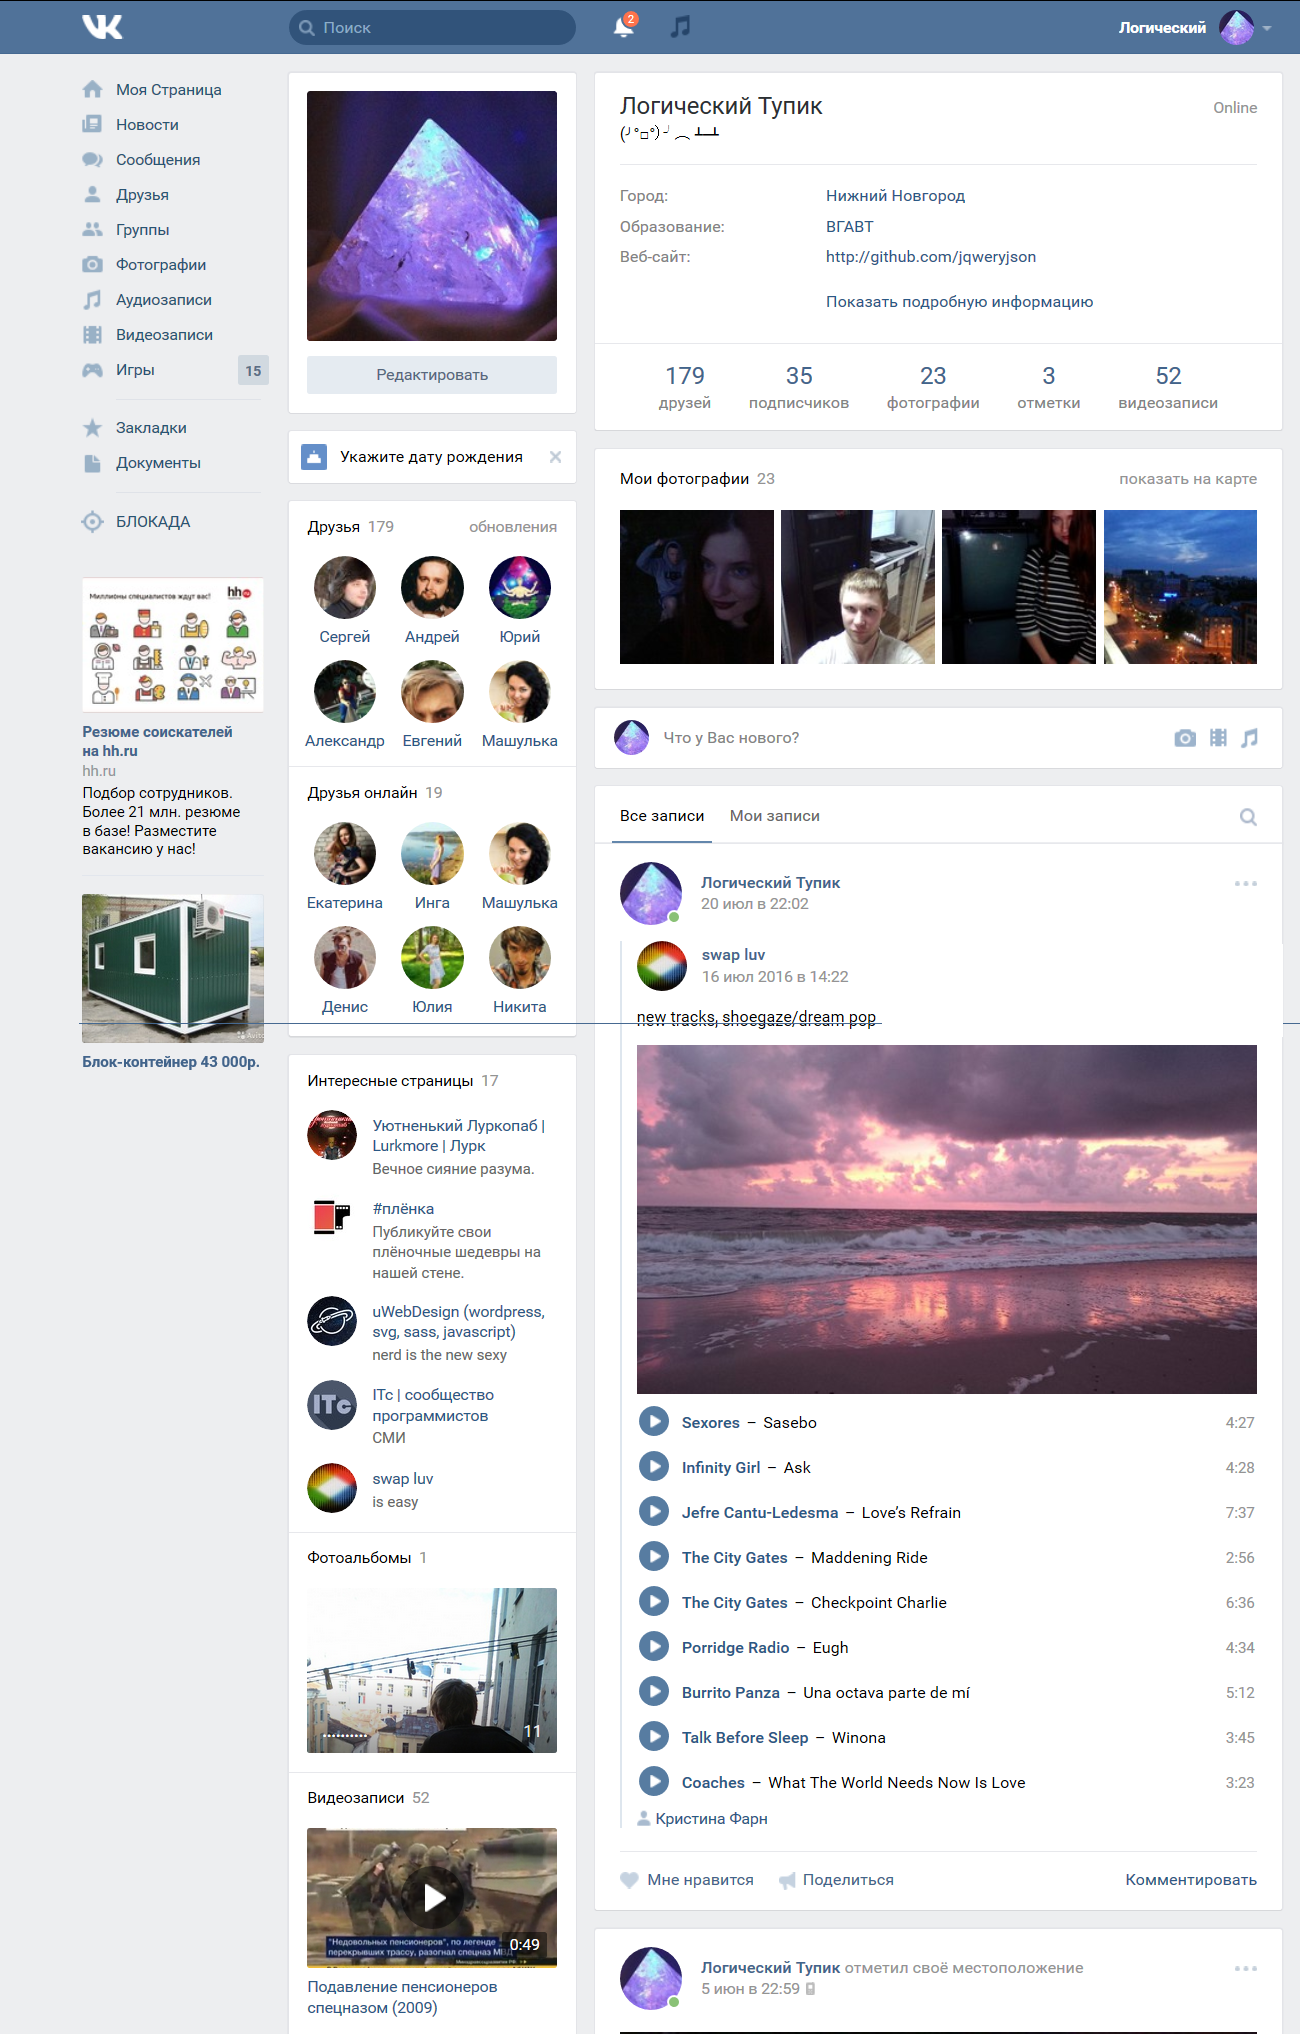 Поиск
2
Логический
Моя Страница
Новости
Сообщения
Друзья
Группы
Фотографии
Аудиозаписи
Видеозаписи
Игры 15
Закладки
Документы
БЛОКАДА
Миллионы специалистов ждут вас! hh
Резюме соискателей
на hh.ru
hh.ru
Подбор сотрудников.
Более 21 млн. резюме
в базе! Разместите
вакансию у нас!
Блок-контейнер 43 000р.
Редактировать
Укажите дату рождения
Друзья 179 обновления
Сергей Андрей Юрий
Александр Евгений Машулька
Друзья онлайн 19
Екатерина Инга Машулька
Денис Юлия Никита
Интересные страницы 17
Уютненький Луркопаб |
Lurkmore | Лурк
Вечное сияние разума.
#плёнка
Публикуйте свои
плёночные шедевры на
нашей стене.
uWebDesign (wordpress,
svg, sass, javascript)
nerd is the new sexy
ITc
ITc | сообщество
программистов
СМИ
swap luv
is easy
Фотоальбомы 1
.......... 11
Видеозаписи 52
"Недовольных пенсионеров", по легенде
перекрывших трассу, разогнал спецназ МВД
0:49
Подавление пенсионеров
спецназом (2009)
Логический Тупик Online
(╯°□°)╯︵ ┻━┻
Город: Нижний Новгород
Образование: ВГАВТ
Веб-сайт: http://github.com/jqweryjson
Показать подробную информацию
179 35 23 3 52
друзей подписчиков фотографии отметки видеозаписи
Мои фотографии 23 показать на карте
Что у Вас нового?
Все записи Мои записи
Логический Тупик
20 июл в 22:02
swap luv
16 июл 2016 в 14:22
new tracks, shoegaze/dream pop
Sexores – Sasebo 4:27
Infinity Girl – Ask 4:28
Jefre Cantu-Ledesma – Love’s Refrain 7:37
The City Gates – Maddening Ride 2:56
The City Gates – Checkpoint Charlie 6:36
Porridge Radio – Eugh 4:34
Burrito Panza – Una octava parte de mí 5:12
Talk Before Sleep – Winona 3:45
Coaches – What The World Needs Now Is Love 3:23
Кристина Фарн
Мне нравится Поделиться Комментировать
Логический Тупик отметил своё местоположение
5 июн в 22:59